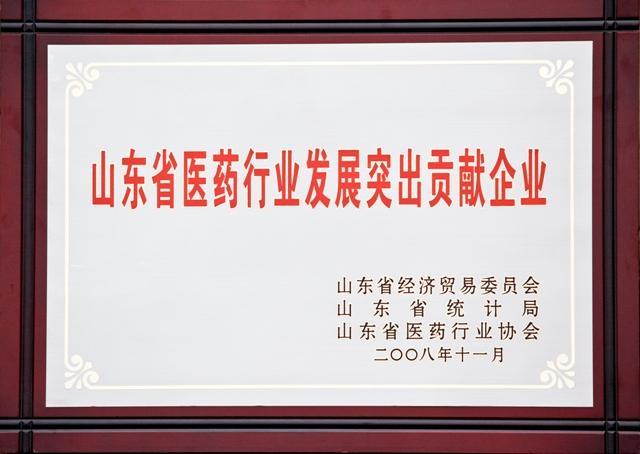 山东省医药行业发展突出贡献企业
山东省经济贸易委员会
山东省统计局
山东省医药行业协会
二〇〇八年十一月